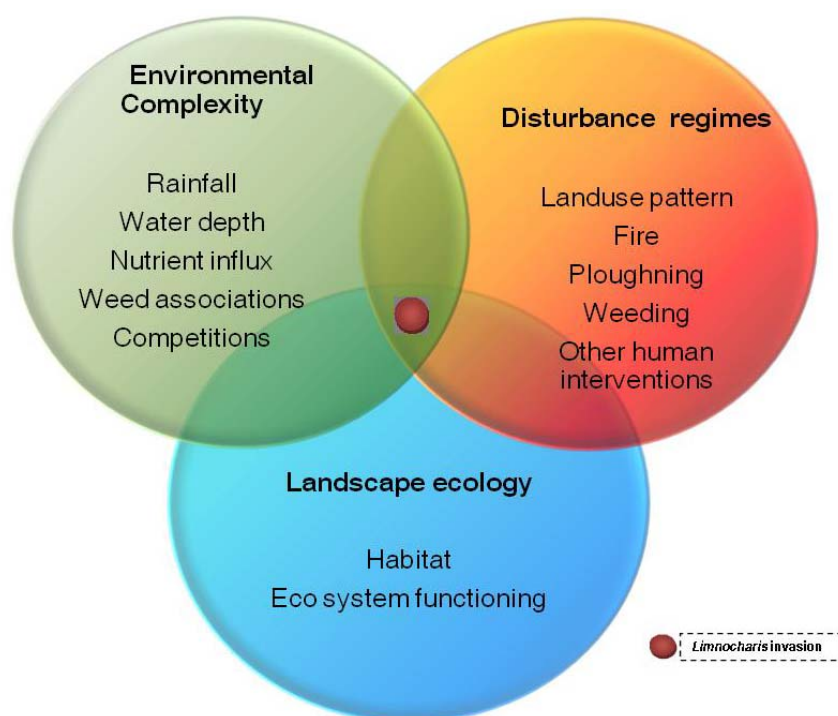 Environmental
Complexity
Rainfall
Water depth
Nutrient influx
Weed associations
Competitions
Disturbance regimes
Landuse pattern
Fire
Ploughning
Weeding
Other human
interventions
Landscape ecology
Habitat
Eco system functioning
Limnocharis invasion